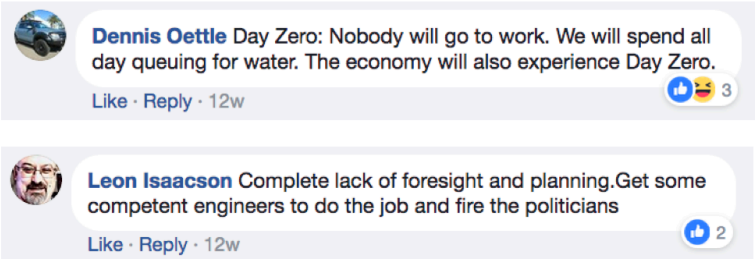 Dennis Oettle Day Zero: Nobody will go to work. We will spend all
day queuing for water. The economy will also experience Day Zero.
Like · Reply · 12w
3
Leon Isaacson Complete lack of foresight and planning.Get some
competent engineers to do the job and fire the politicians
Like · Reply · 12w
2